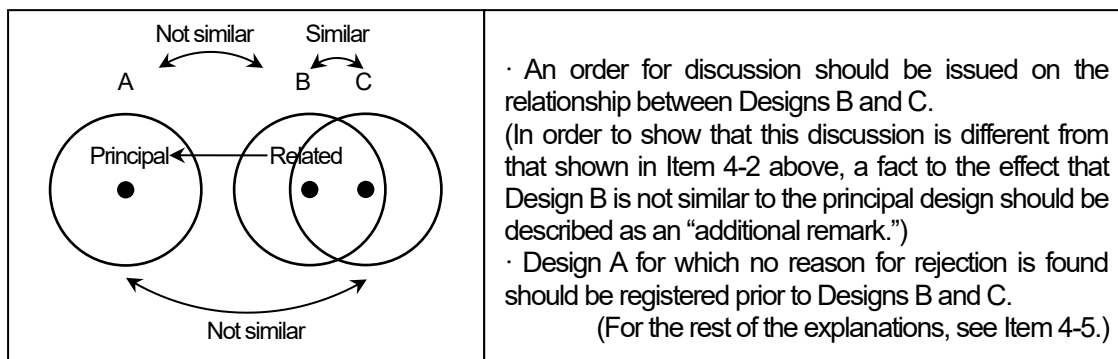 Not similar
Similar
A
B
C
Principal
Related
Not similar
· An order for discussion should be issued on the
relationship between Designs B and C.
(In order to show that this discussion is different from
that shown in Item 4-2 above, a fact to the effect that
Design B is not similar to the principal design should be
described as an “additional remark.”)
· Design A for which no reason for rejection is found
should be registered prior to Designs B and C.
(For the rest of the explanations, see Item 4-5.)